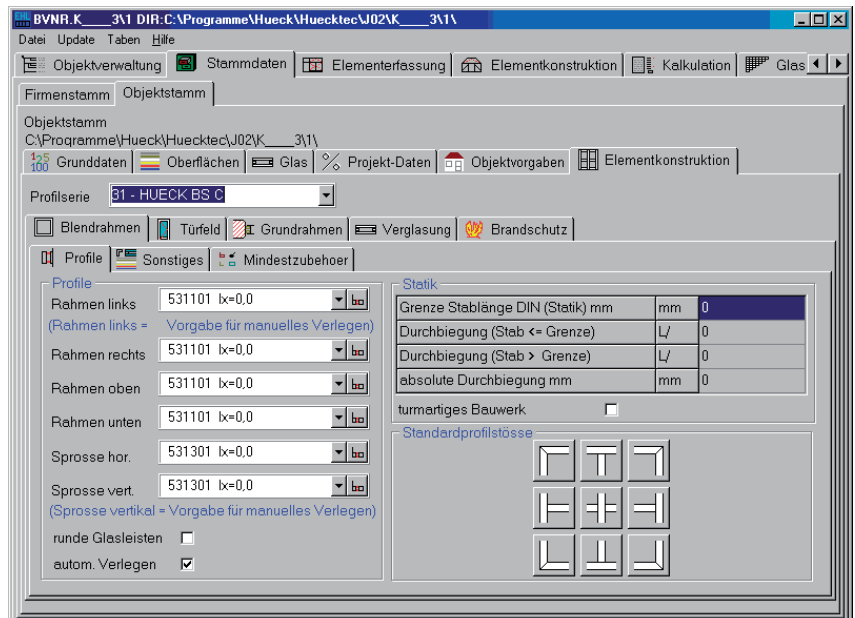 BVNR.K____3\1 DIR:C:\Programme\Hueck\Huecktec\J02\K____3\1\
Datei Update Taben Hilfe
Objektverwaltung Stammdaten Elementerfassung Elementkonstruktion Kalkulation Glas
Firmenstamm Objektstamm
Objektstamm
C:\Programme\Hueck\Huecktec\J02\K____3\1\
Grunddaten Oberflächen Glas Projekt-Daten Objektvorgaben Elementkonstruktion
Profilserie 31 - HUECK BS C
Blendrahmen Türfeld Grundrahmen Verglasung Brandschutz
Profile Sonstiges Mindestzubehoer
Profile
Rahmen links 531101 Ix=0,0
(Rahmen links = Vorgabe für manuelles Verlegen)
Rahmen rechts 531101 Ix=0,0
Rahmen oben 531101 Ix=0,0
Rahmen unten 531101 Ix=0,0
Sprosse hor. 531301 Ix=0,0
Sprosse vert. 531301 Ix=0,0
(Sprosse vertikal = Vorgabe für manuelles Verlegen)
runde Glasleisten
autom. Verlegen
Statik
Grenze Stablänge DIN (Statik) mm mm 0
Durchbiegung (Stab <= Grenze) L/ 0
Durchbiegung (Stab > Grenze) L/ 0
absolute Durchbiegung mm mm 0
turmartiges Bauwerk
Standardprofilstösse